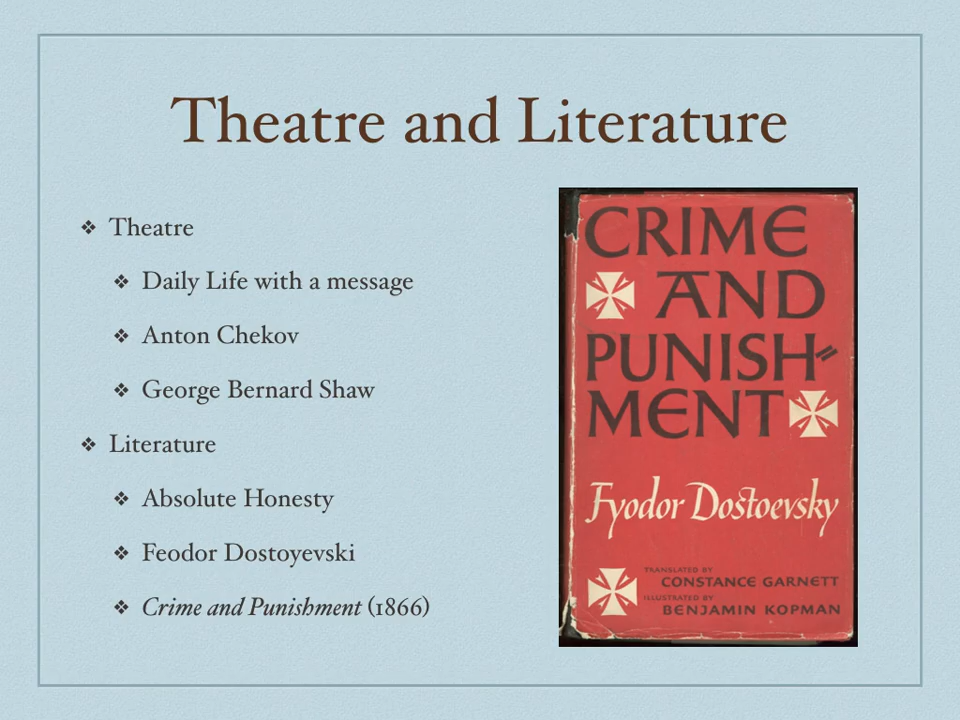 Theatre and Literature
❖ Theatre
❖ Daily Life with a message
❖ Anton Chekov
❖ George Bernard Shaw
❖ Literature
❖ Absolute Honesty
❖ Feodor Dostoyevski
❖ Crime and Punishment (1866)
CRIME
AND
PUNISH-
MENT
Fyodor Dostoevsky
TRANSLATED BY
CONSTANCE GARNETT
ILLUSTRATED BY
BENJAMIN KOPMAN